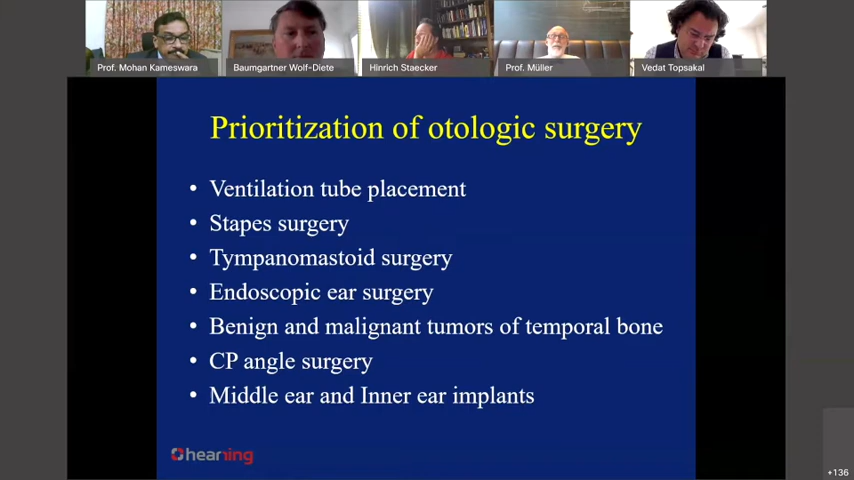 Prof. Mohan Kameswara
Baumgartner Wolf-Diete
Hinrich Staecker
Prof. Müller
Vedat Topsakal
Prioritization of otologic surgery
• Ventilation tube placement
• Stapes surgery
• Tympanomastoid surgery
• Endoscopic ear surgery
• Benign and malignant tumors of temporal bone
• CP angle surgery
• Middle ear and Inner ear implants
hearring
+136